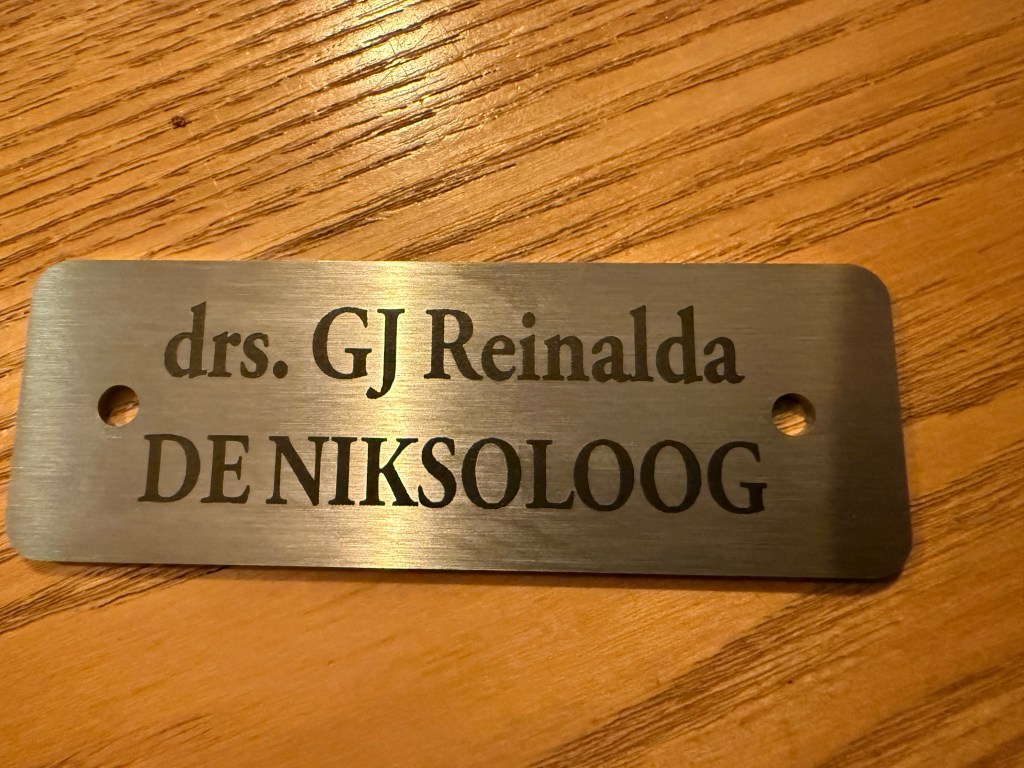 drs. GJ Reinalda
DE NIKSOLOOG